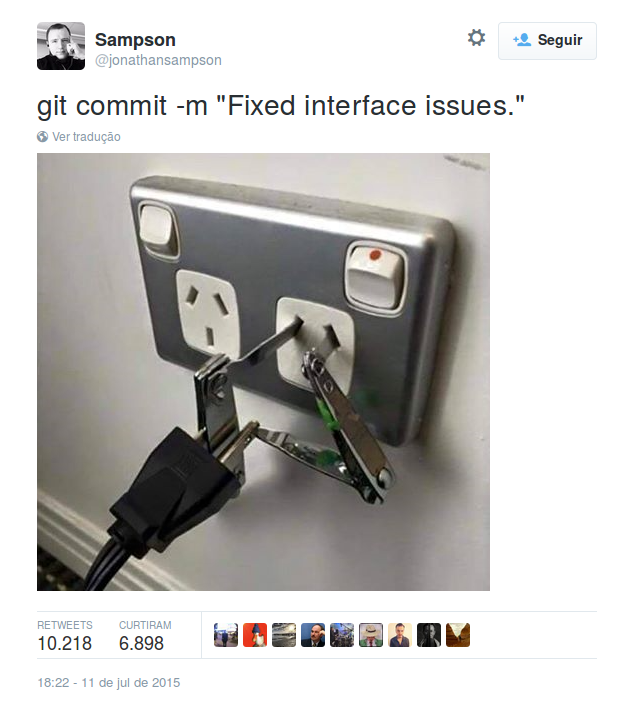 Sampson
@jonathansampson
Seguir
git commit -m "Fixed interface issues."
Ver tradução
RETWEETS
CURTIRAM
10.218
6.898
18:22 - 11 de jul de 2015